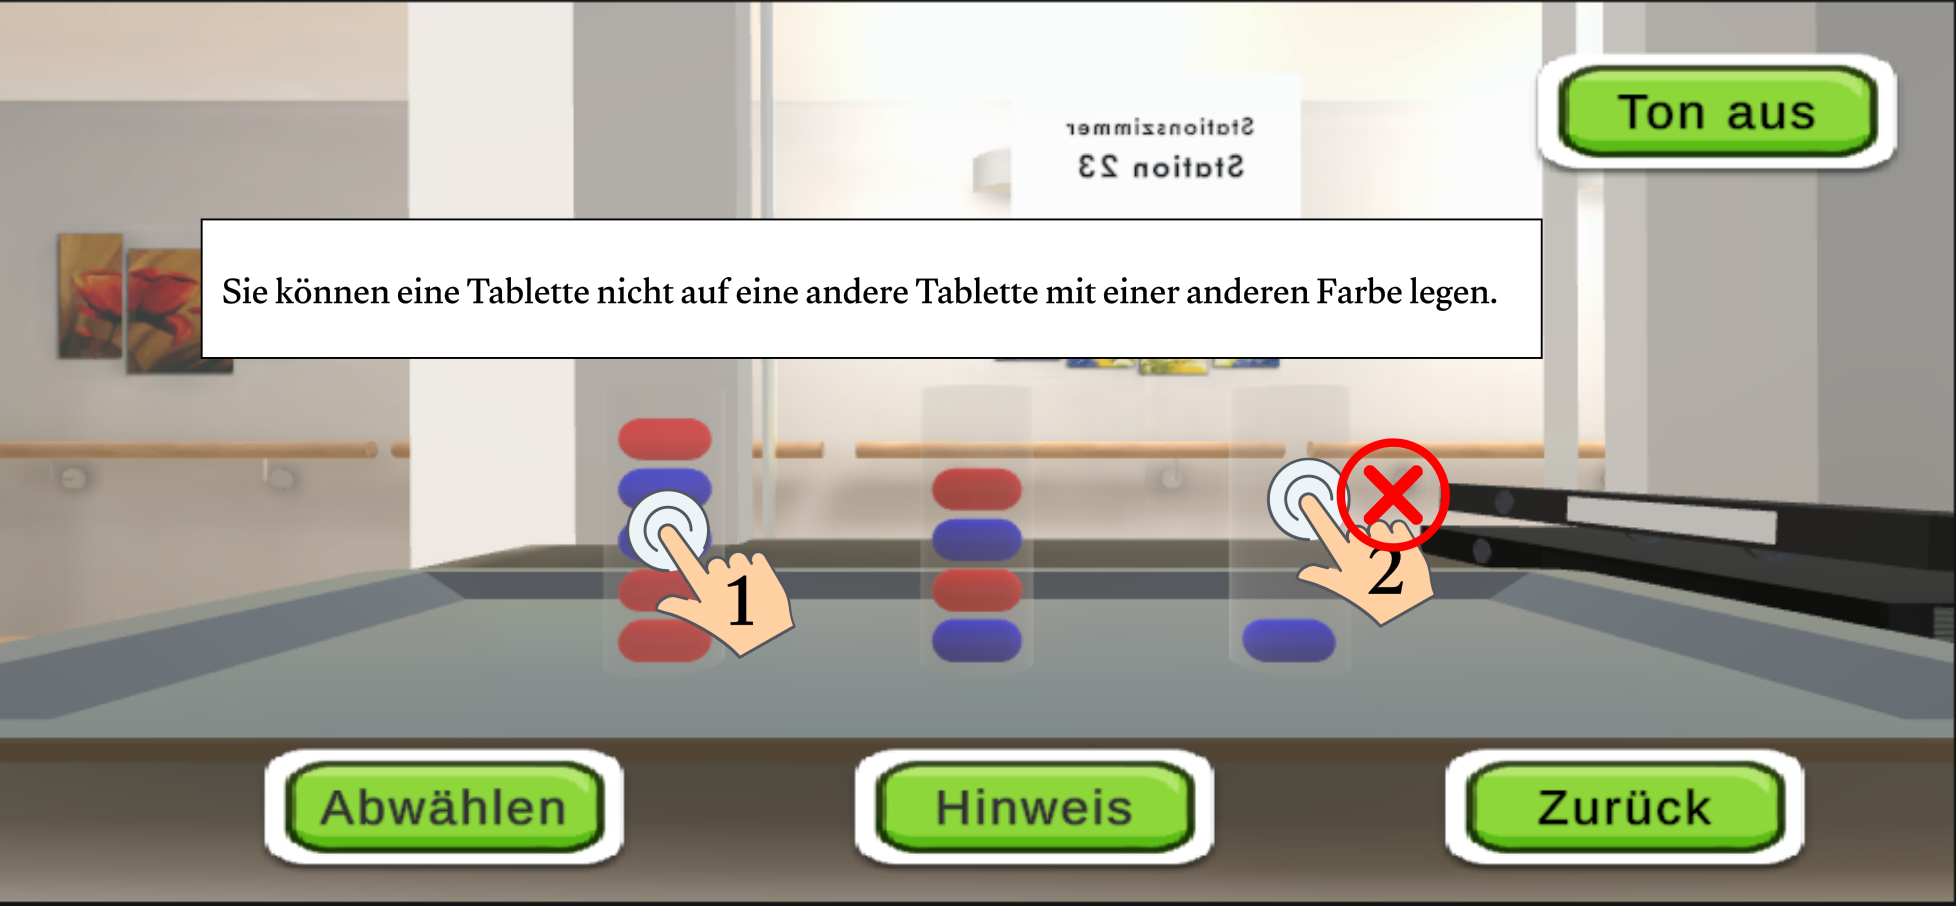 Ton aus
Stationszimmer
Station 23
Sie können eine Tablette nicht auf eine andere Tablette mit einer anderen Farbe legen.
1
2
Abwählen
Hinweis
Zurück